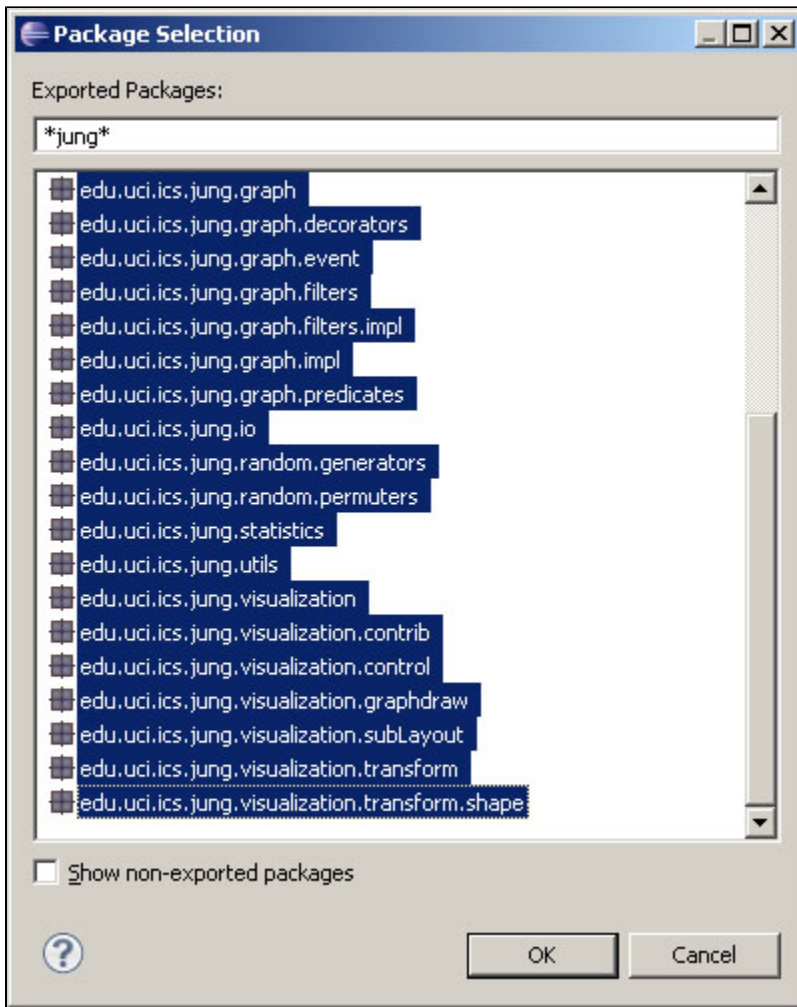 Package Selection
Exported Packages:
*jung*
edu.uci.ics.jung.graph
edu.uci.ics.jung.graph.decorators
edu.uci.ics.jung.graph.event
edu.uci.ics.jung.graph.filters
edu.uci.ics.jung.graph.filters.impl
edu.uci.ics.jung.graph.impl
edu.uci.ics.jung.graph.predicates
edu.uci.ics.jung.io
edu.uci.ics.jung.random.generators
edu.uci.ics.jung.random.permuters
edu.uci.ics.jung.statistics
edu.uci.ics.jung.utils
edu.uci.ics.jung.visualization
edu.uci.ics.jung.visualization.contrib
edu.uci.ics.jung.visualization.control
edu.uci.ics.jung.visualization.graphdraw
edu.uci.ics.jung.visualization.subLayout
edu.uci.ics.jung.visualization.transform
edu.uci.ics.jung.visualization.transform.shape
Show non-exported packages
?
OK
Cancel